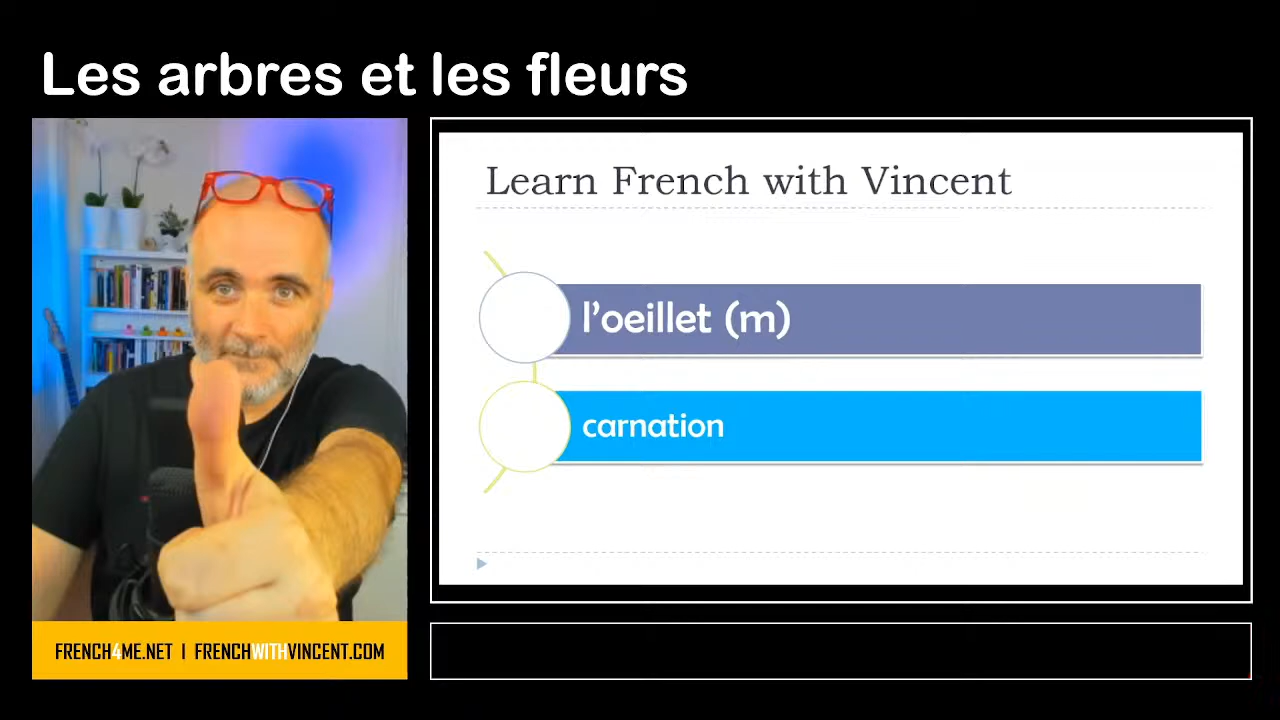 Les arbres et les fleurs
Learn French with Vincent
l'oeillet (m)
carnation
FRENCH4ME.NET | FRENCHWITHVINCENT.COM